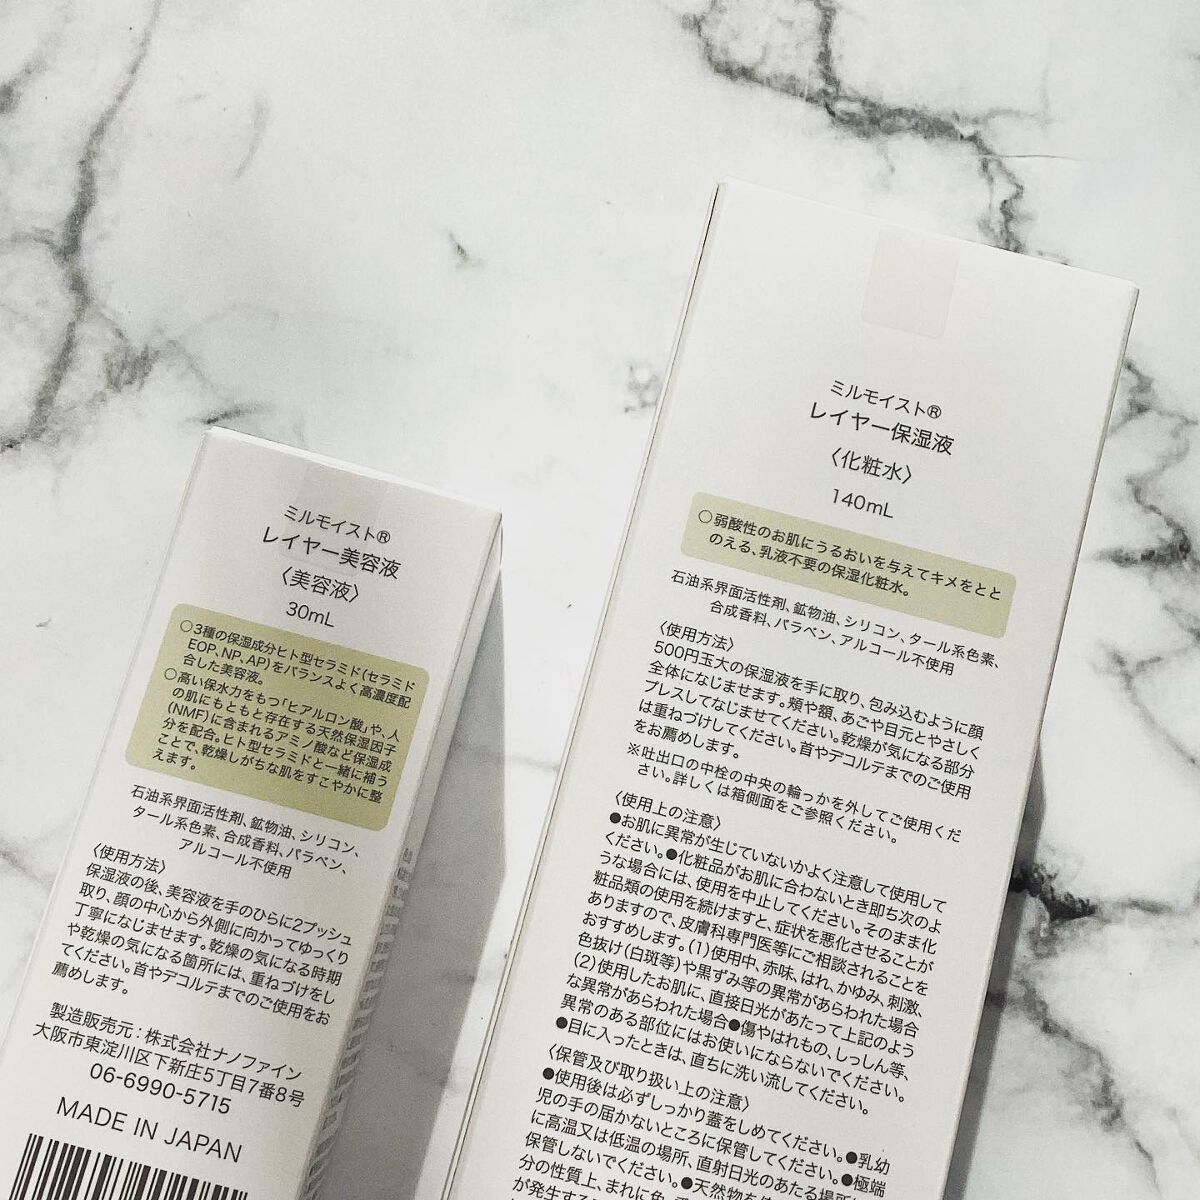 ミルモイスト®
レイヤー美容液
〈美容液〉
30mL
○3種の保湿成分ヒト型セラミド(セラミド
EOP、NP、AP)をバランスよく高濃度配
合した美容液。
○高い保水力をもつ「ヒアルロン酸」や、人
の肌にもともと存在する天然保湿因子
(NMF)に含まれるアミノ酸など保湿成
分を配合。ヒト型セラミドと一緒に補う
ことで、乾燥しがちな肌をすこやかに整
えます。
石油系界面活性剤、鉱物油、シリコン、
タール系色素、合成香料、パラベン、
アルコール不使用
〈使用方法〉
保湿液の後、美容液を手のひらに2プッシュ
取り、顔の中心から外側に向かってゆっくり
丁寧になじませます。乾燥の気になる時期
や乾燥の気になる箇所には、重ねづけをし
てください。首やデコルテまでのご使用をお
薦めします。
製造販売元:株式会社ナノファイン
大阪市東淀川区下新庄5丁目7番8号
06-6990-5715
MADE IN JAPAN
ミルモイスト®
レイヤー保湿液
〈化粧水〉
140mL
○弱酸性のお肌にうるおいを与えてキメをとと
のえる、乳液不要の保湿化粧水。
石油系界面活性剤、鉱物油、シリコン、タール系色素、
合成香料、パラベン、アルコール不使用
〈使用方法〉
500円玉大の保湿液を手に取り、包み込むように顔
全体になじませます。頬や額、あごや目元とやさしく
プレスしてなじませてください。乾燥が気になる部分
は重ねづけしてください。首やデコルテまでのご使用
をお薦めします。
※吐出口の中栓の中央の輪っかを外してご使用くだ
さい。詳しくは箱側面をご参照ください。
〈使用上の注意〉
●お肌に異常が生じていないかよく注意して使用して
ください。●化粧品がお肌に合わないとき即ち次のよ
うな場合には、使用を中止してください。そのまま化
粧品類の使用を続けますと、症状を悪化させることが
ありますので、皮膚科専門医等にご相談されることを
おすすめします。(1)使用中、赤味、はれ、かゆみ、刺激、
色抜け(白斑等)や黒ずみ等の異常があらわれた場合
(2)使用したお肌に、直接日光があたって上記のよう
な異常があらわれた場合●傷やはれもの、しっしん等、
異常のある部位にはお使いにならないでください。
●目に入ったときは、直ちに洗い流してください。
〈保管及び取り扱い上の注意〉
●使用後は必ずしっかり蓋をしめてください。●乳幼
児の手の届かないところに保管してください。●極端
に高温又は低温の場所、直射日光のあたる場所
保管しないでください。●天然物を
分の性質上、まれに色
が発生する